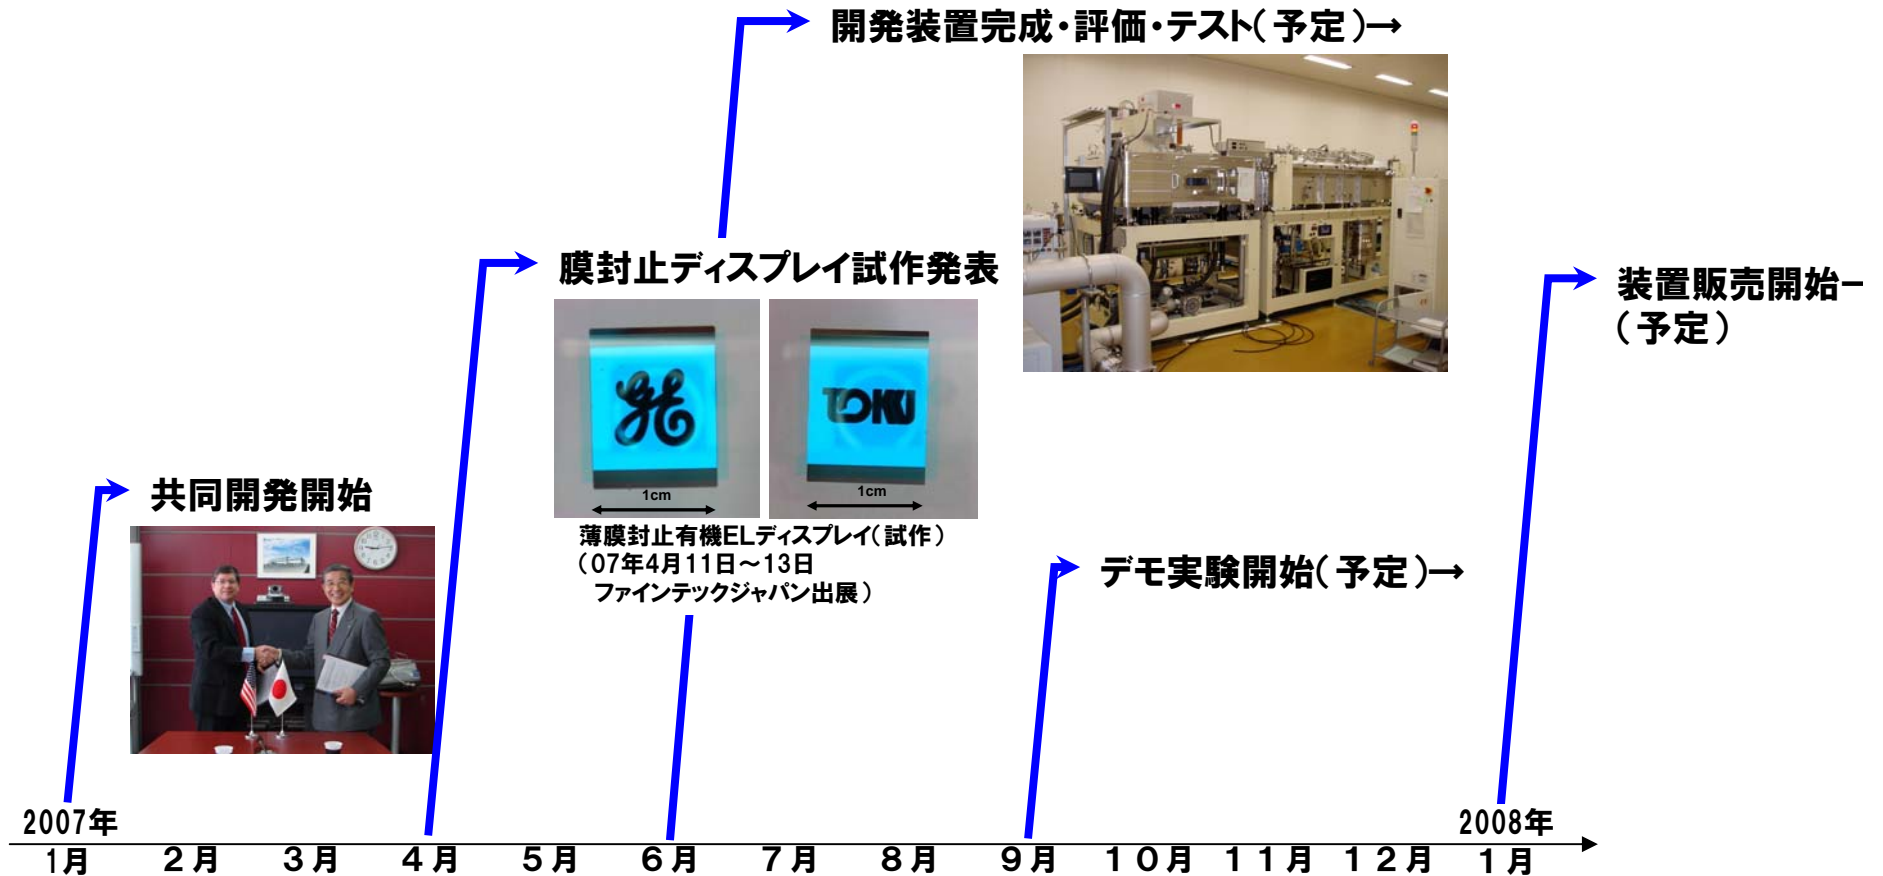 開発装置完成・評価・テスト(予定)→
膜封止ディスプレイ試作発表
装置販売開始−
(予定)
TOKKI
1cm
1cm
共同開発開始
薄膜封止有機ELディスプレイ(試作)
(07年4月11日～13日
ファインテックジャパン出展)
デモ実験開始(予定)→
2007年
2008年
1月 2月 3月 4月 5月 6月 7月 8月 9月 10月 11月 12月 1月